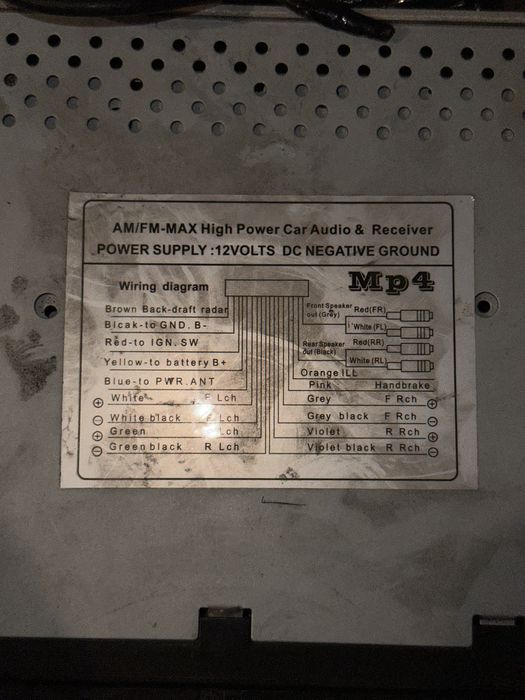 AM/FM-MAX High Power Car Audio & Receiver
POWER SUPPLY :12VOLTS DC NEGATIVE GROUND
Wiring diagram
Mp4
Brown Back-draft radar
Blcak-to GND. B-
Red-to IGN. SW
Yellow-to battery B+
Blue-to PWR.ANT
⊕ White F Lch
⊖ White black F Lch
⊕ Green Lch
⊖ Green black R Lch
Front Speaker
out (Grey)
Red(FR)
White (FL)
Rear Speaker
out (Black)
Red(RR)
White (RL)
Orange ILL
Pink Handbrake
Grey F Rch ⊕
Grey black F Rch ⊖
Violet R Rch ⊕
Violet black R Rch ⊖